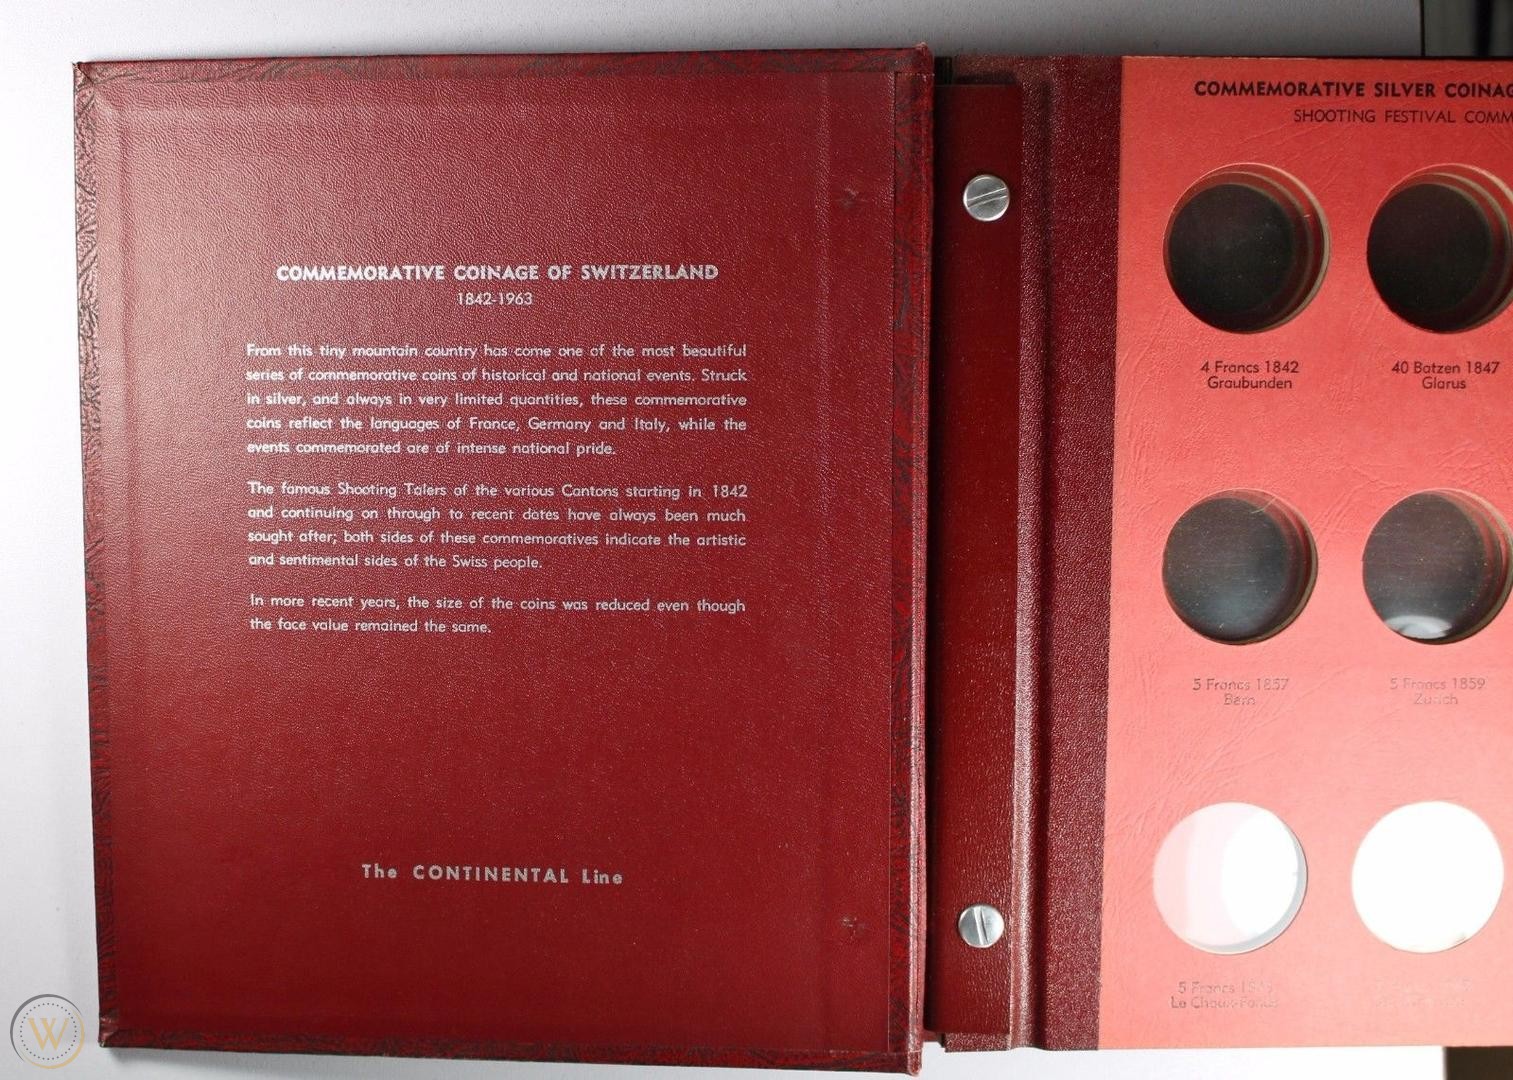 COMMEMORATIVE COINAGE OF SWITZERLAND
1842-1963
From this tiny mountain country has come one of the most beautiful
series of commemorative coins of historical and national events. Struck
in silver, and always in very limited quantities, these commemorative
coins reflect the languages of France, Germany and Italy, while the
events commemorated are of intense national pride.
The famous Shooting Talers of the various Cantons starting in 1842
and continuing on through to recent dates have always been much
sought after; both sides of these commemoratives indicate the artistic
and sentimental sides of the Swiss people.
In more recent years, the size of the coins was reduced even though
the face value remained the same.
The CONTINENTAL Line
COMMEMORATIVE SILVER COINAG
SHOOTING FESTIVAL COMM
4 Francs 1842
Graubunden
40 Batzen 1847
Glarus
5 Francs 1857
Bern
5 Francs 1859
Zurich
5 Francs
La Chaux-Fonds
W